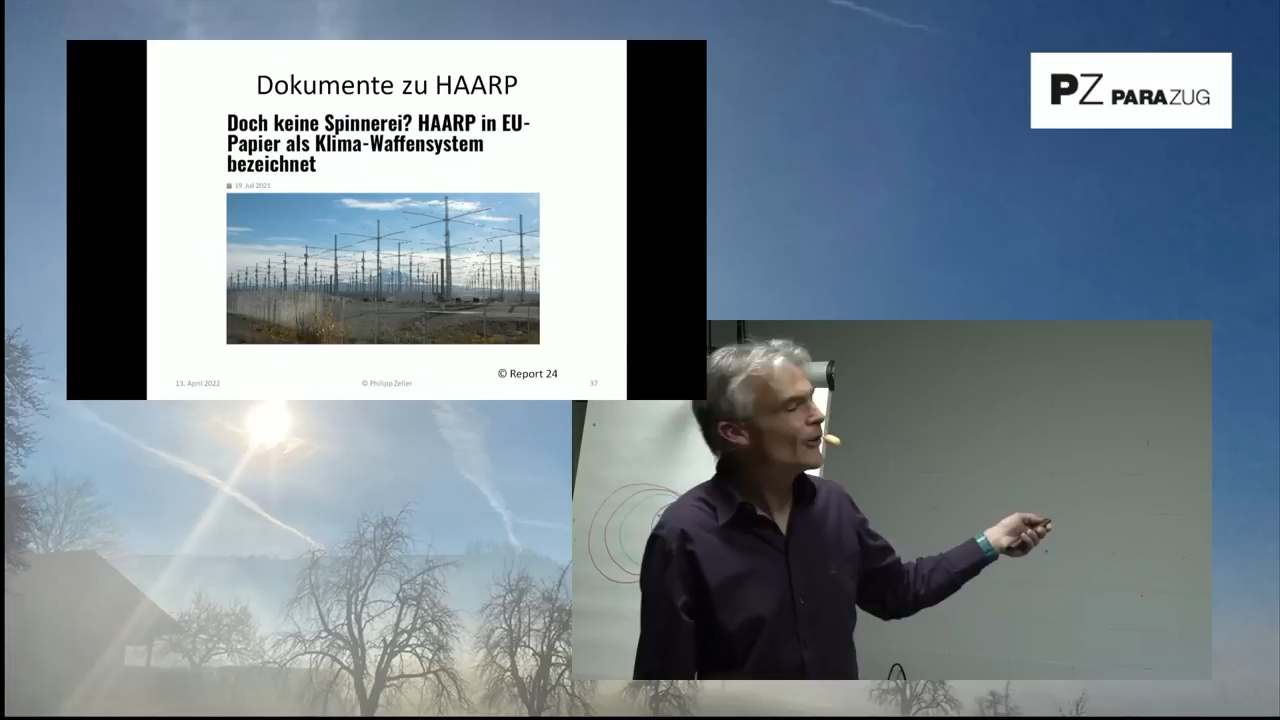 Dokumente zu HAARP
Doch keine Spinnerei? HAARP in EU-
Papier als Klima-Waffensystem
bezeichnet
19. Juli 2021
© Report 24
13. April 2022
© Philipp Zeller
37
PZ PARAZUG